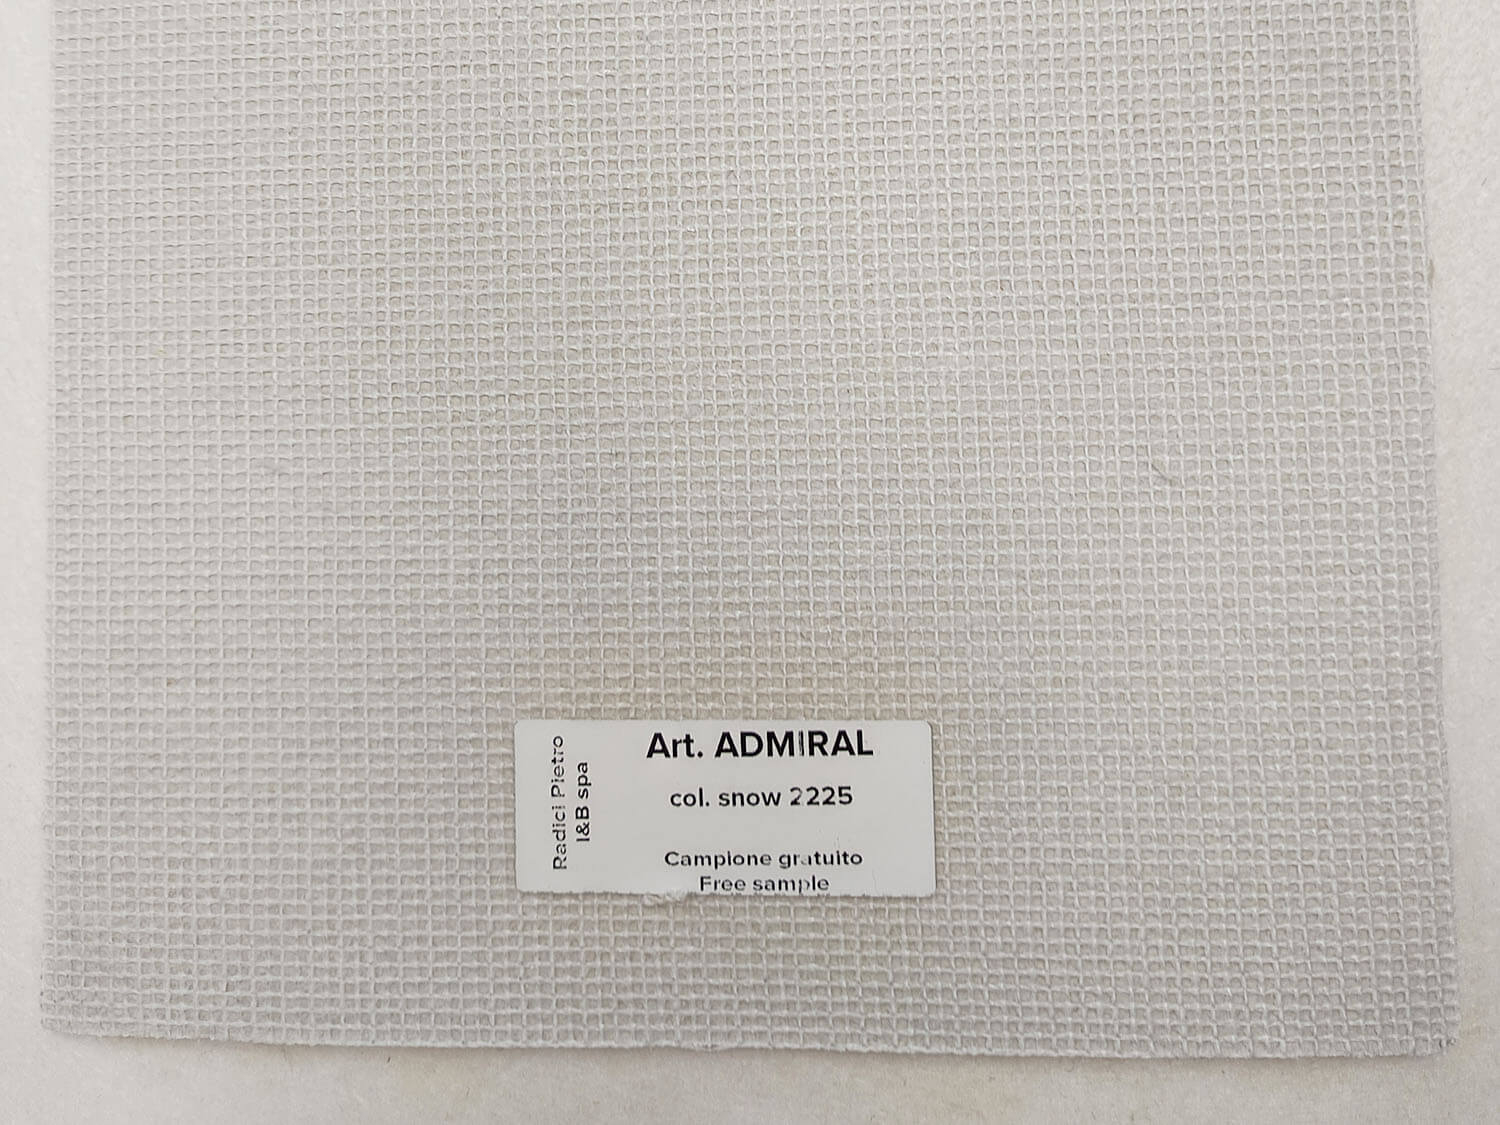 Radici Pietro
I&B spa
Art. ADMIRAL
col. snow 2225
Campione gratuito
Free sample